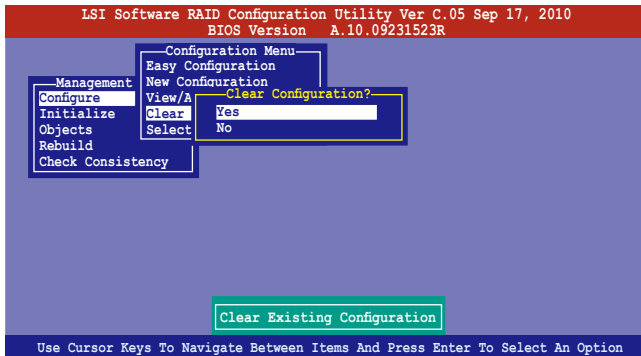 LSI Software RAID Configuration Utility Ver C.05 Sep 17, 2010
BIOS Version A.10.09231523R
Configuration Menu
Easy Configuration
New Configuration
View/A
Clear
Select
Management
Configure
Initialize
Objects
Rebuild
Check Consistency
Clear Configuration?
Yes
No
Clear Existing Configuration
Use Cursor Keys To Navigate Between Items And Press Enter To Select An Option